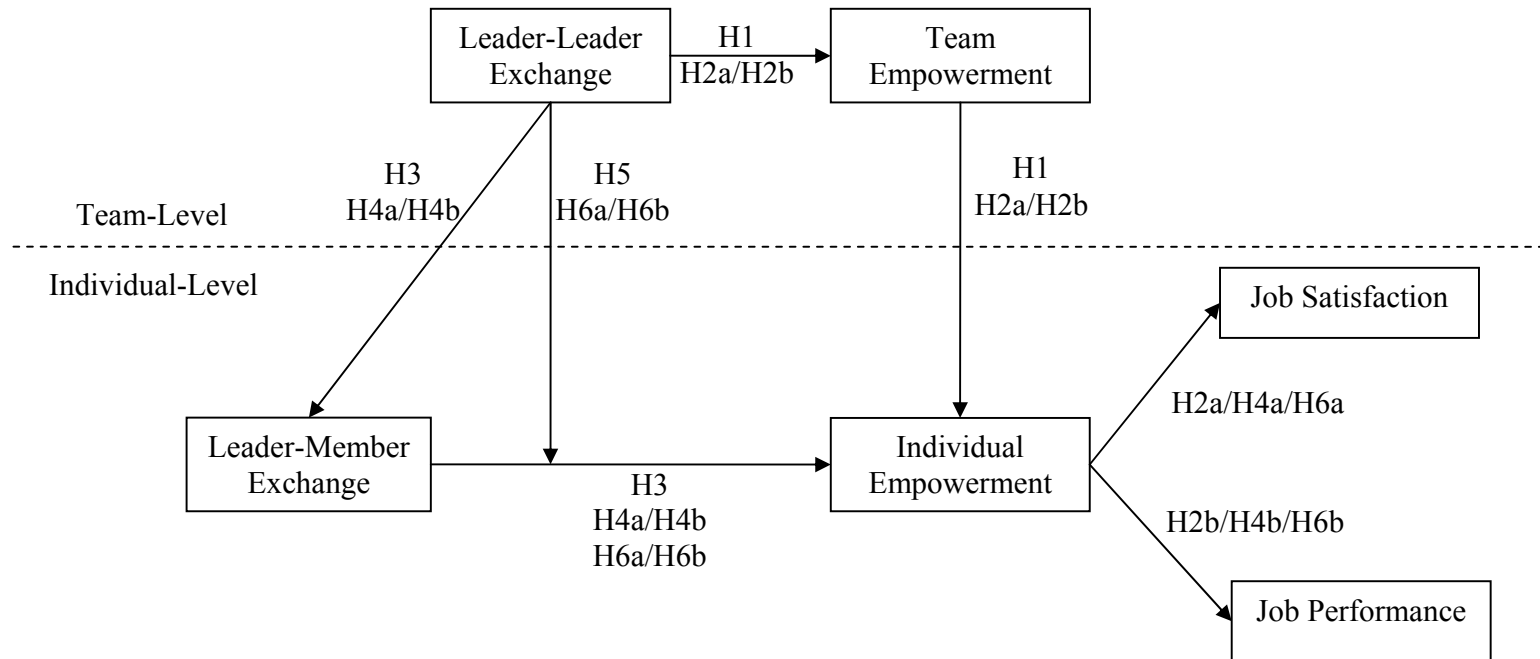 Leader-Leader
Exchange
H1
H2a/H2b
Team
Empowerment
H3
H4a/H4b
H5
H6a/H6b
H1
H2a/H2b
Team-Level
Individual-Level
Job Satisfaction
H2a/H4a/H6a
Leader-Member
Exchange
H3
H4a/H4b
H6a/H6b
Individual
Empowerment
H2b/H4b/H6b
Job Performance